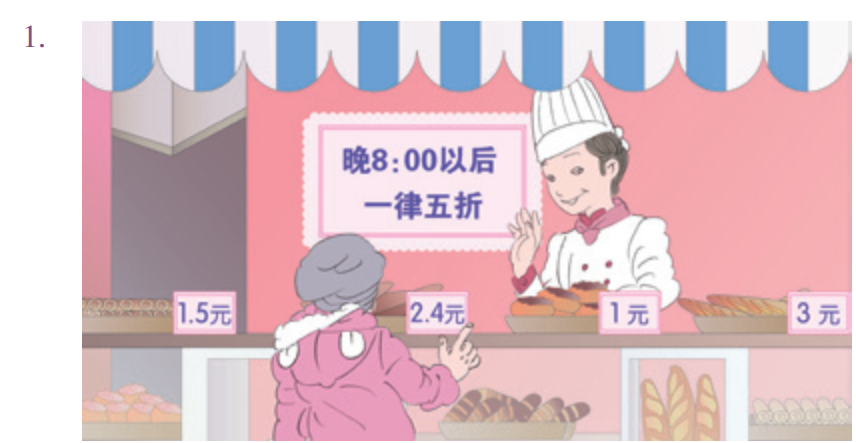 1.
晚8:00以后
一律五折
1.5元
2.4元
1元
3元